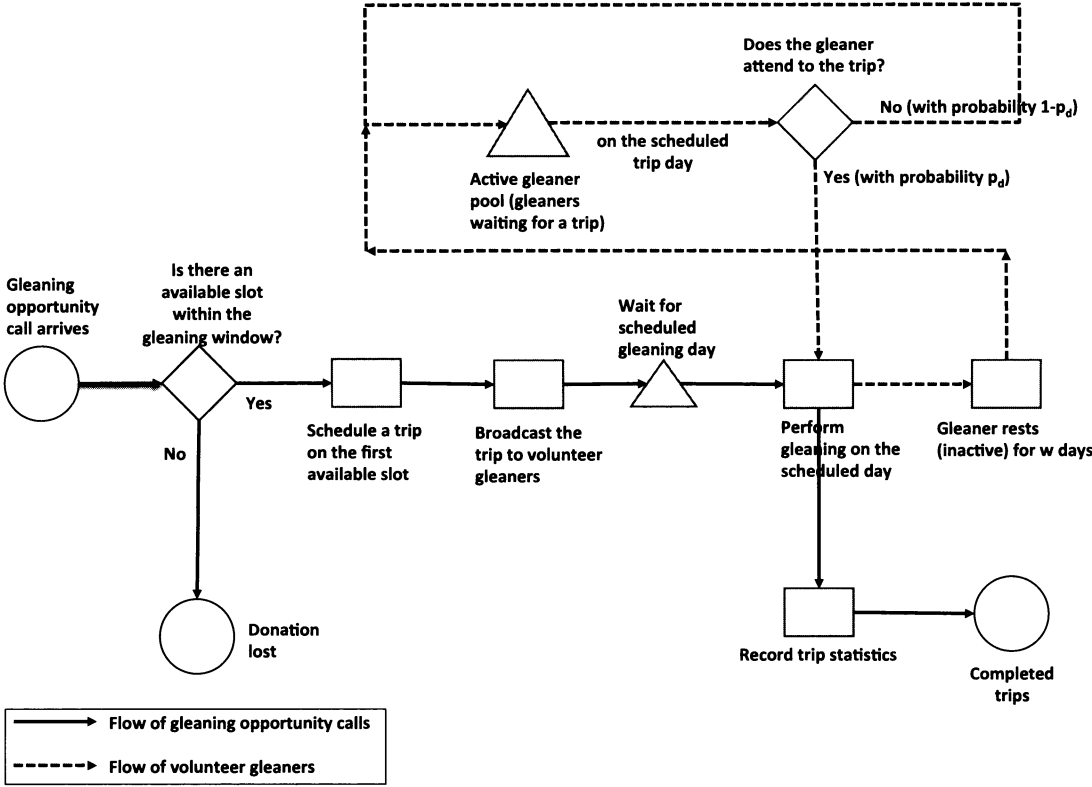 Does the gleaner
attend to the trip?
No (with probability 1-pd)
on the scheduled
trip day
Yes (with probability pd)
Active gleaner
pool (gleaners
waiting for a trip)
Gleaning
opportunity
call arrives
Is there an
available slot
within the
gleaning window?
Wait for
scheduled
gleaning day
Yes
No
Schedule a trip
on the first
available slot
Broadcast the
trip to volunteer
gleaners
Perform
gleaning on the
scheduled day
Gleaner rests
(inactive) for w days
Donation
lost
Record trip statistics
Completed
trips
Flow of gleaning opportunity calls
Flow of volunteer gleaners